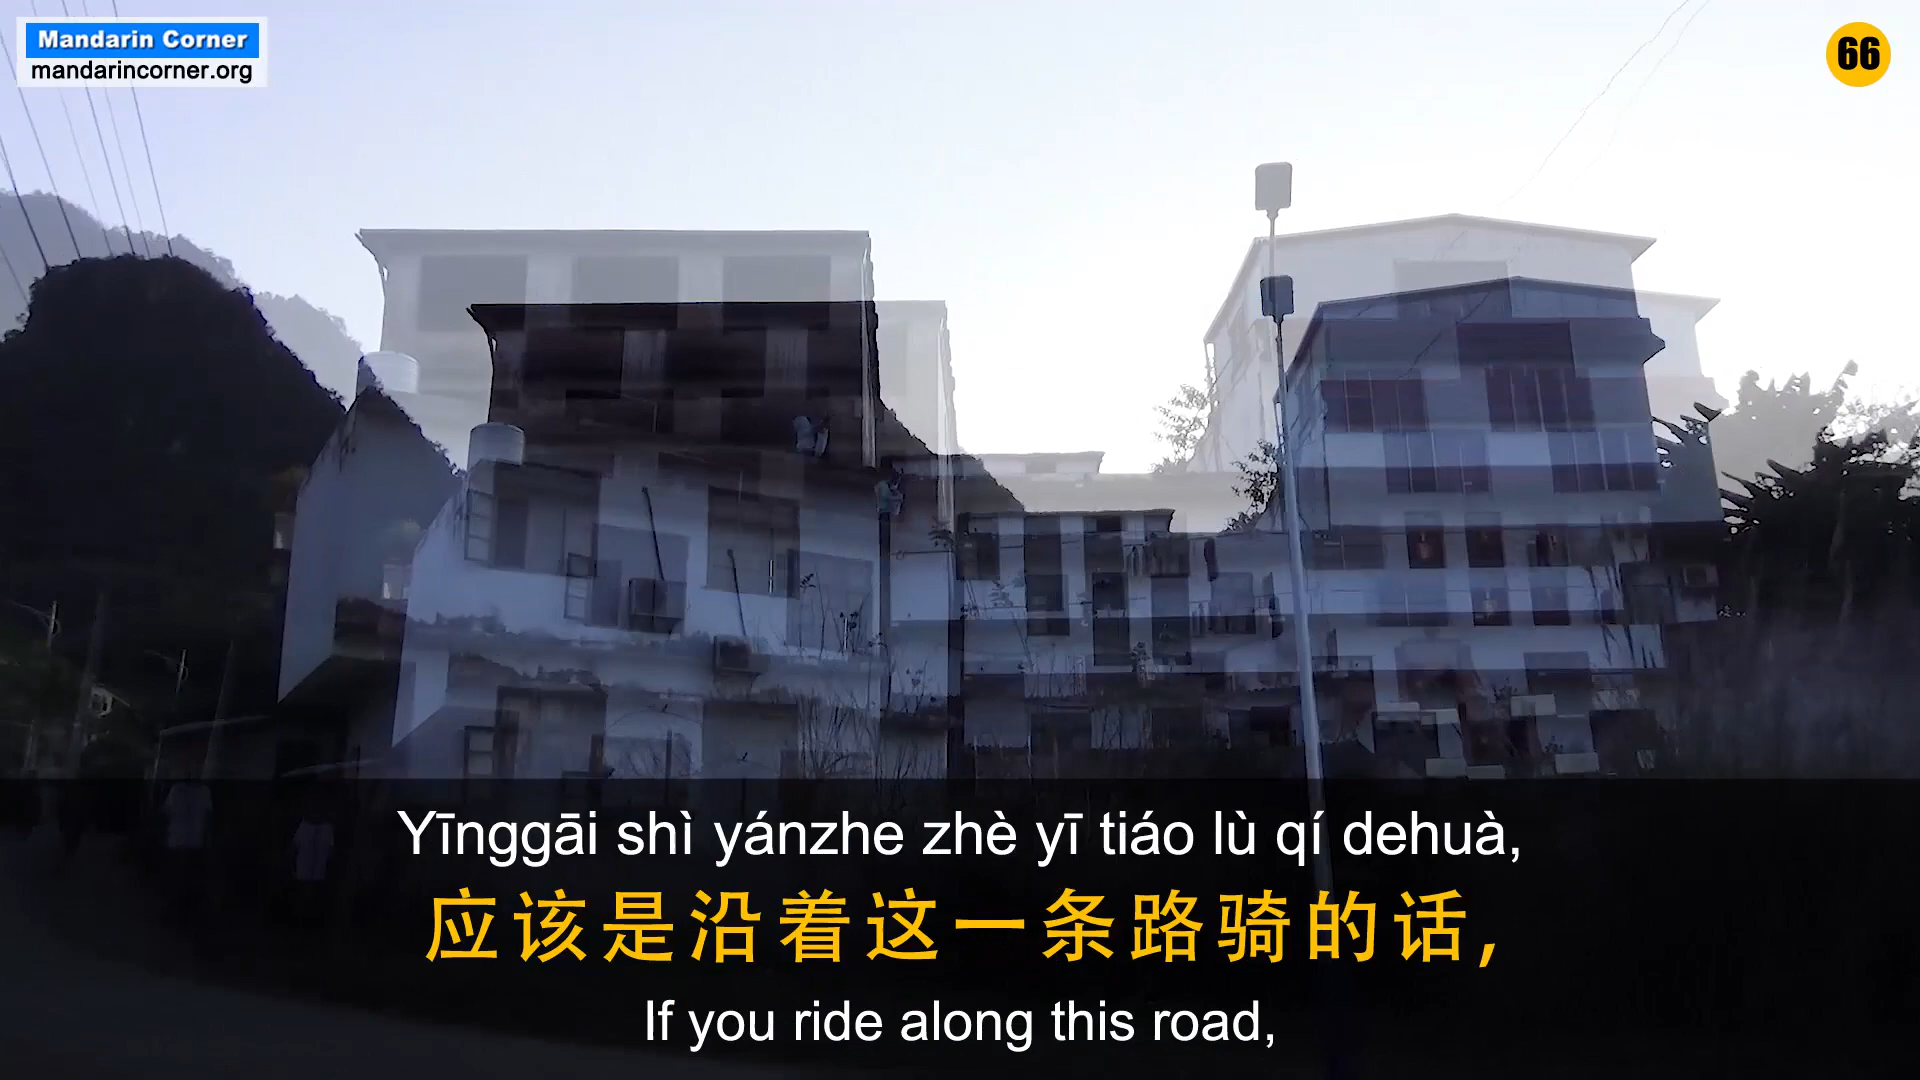 Mandarin Corner
mandarincorner.org
66
Yīnggāi shì yánzhe zhè yī tiáo lù qí dehuà,
应该是沿着这一条路骑的话,
If you ride along this road,